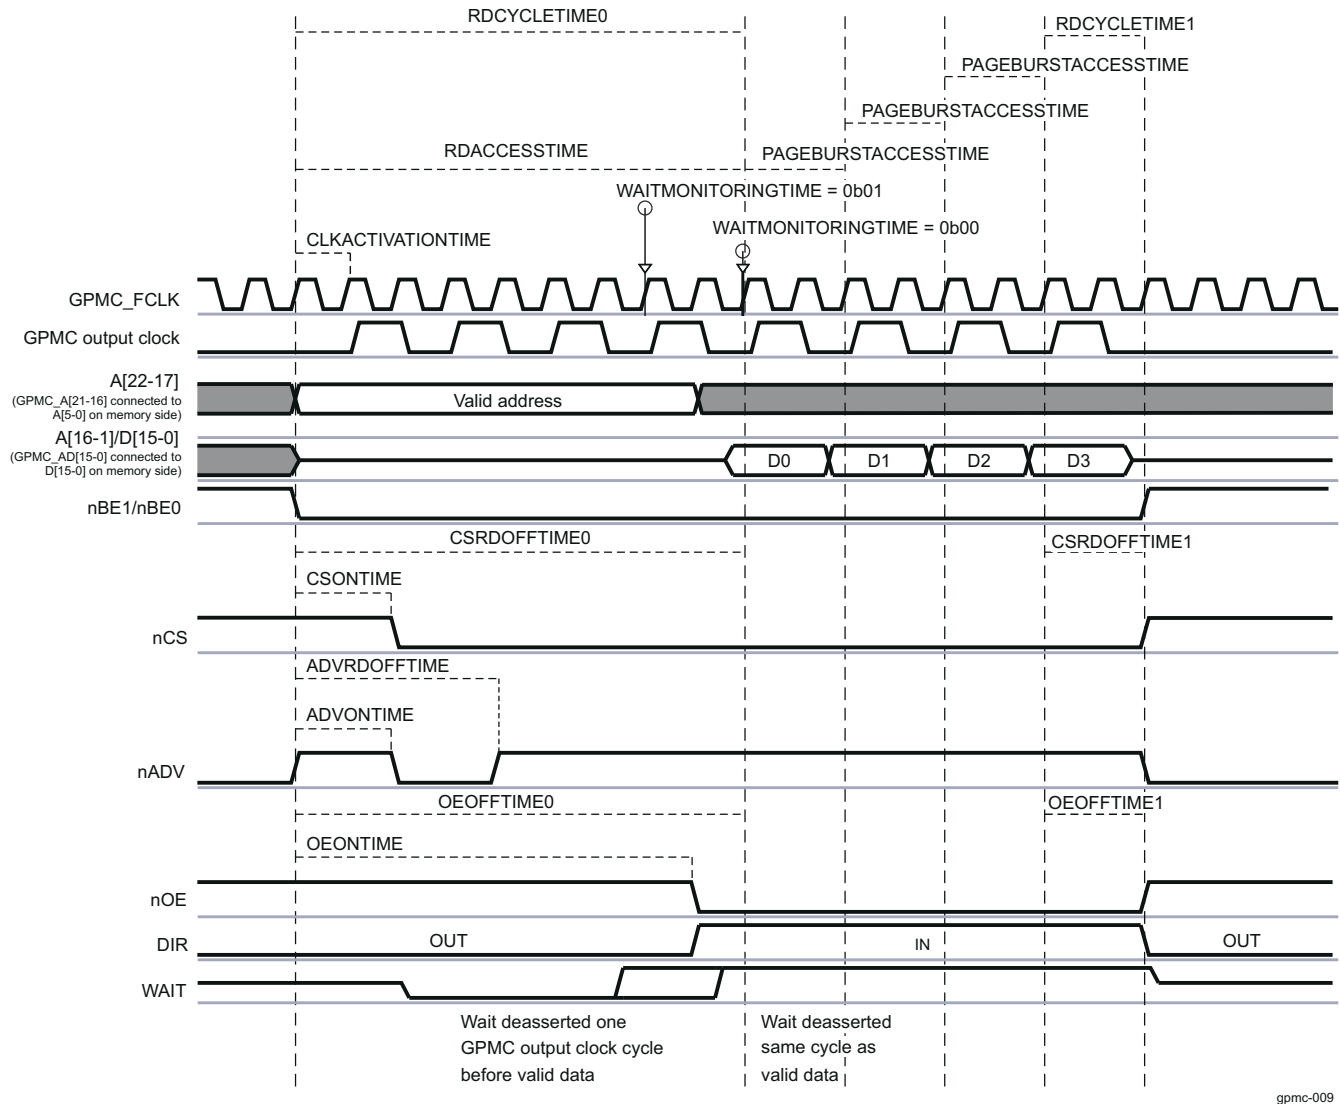 RDCYCLETIME0
RDCYCLETIME1
PAGEBURSTACCESSTIME
PAGEBURSTACCESSTIME
RDACCESSTIME
PAGEBURSTACCESSTIME
WAITMONITORINGTIME = 0b01
WAITMONITORINGTIME = 0b00
CLKACTIVATIONTIME
GPMC_FCLK
GPMC output clock
A[22-17]
(GPMC_A[21-16] connected to
A[5-0] on memory side)
Valid address
A[16-1]/D[15-0]
(GPMC_AD[15-0] connected to
D[15-0] on memory side)
D0
D1
D2
D3
nBE1/nBE0
CSRDOFFTIME0
CSRDOFFTIME1
CSONTIME
nCS
ADVRDOFFTIME
ADVONTIME
nADV
OEOFFTIME0
OEOFFTIME1
OEONTIME
nOE
DIR
OUT
IN
OUT
WAIT
Wait deasserted one
GPMC output clock cycle
before valid data
Wait deasserted
same cycle as
valid data
gpmc-009